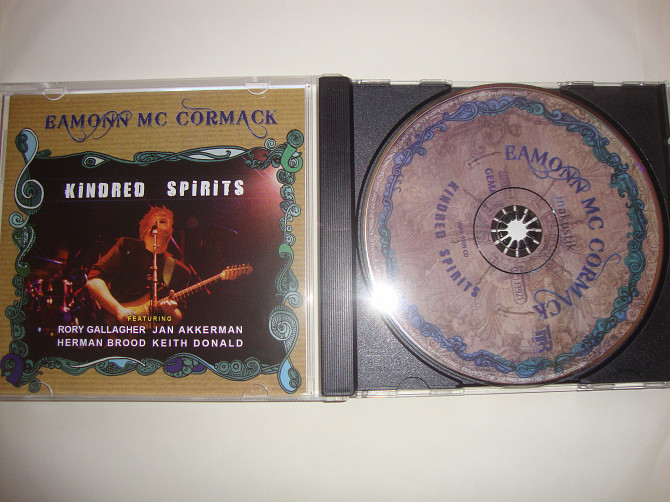 EAMONN MC CORMACK
KiNDRED SPiRiTS
FEATURING
RORY GALLAGHER JAN AKKERMAN
HERMAN BROOD KEITH DONALD
EAMONN MC CORMACK
KiNDRED SPiRiTS
GEMA